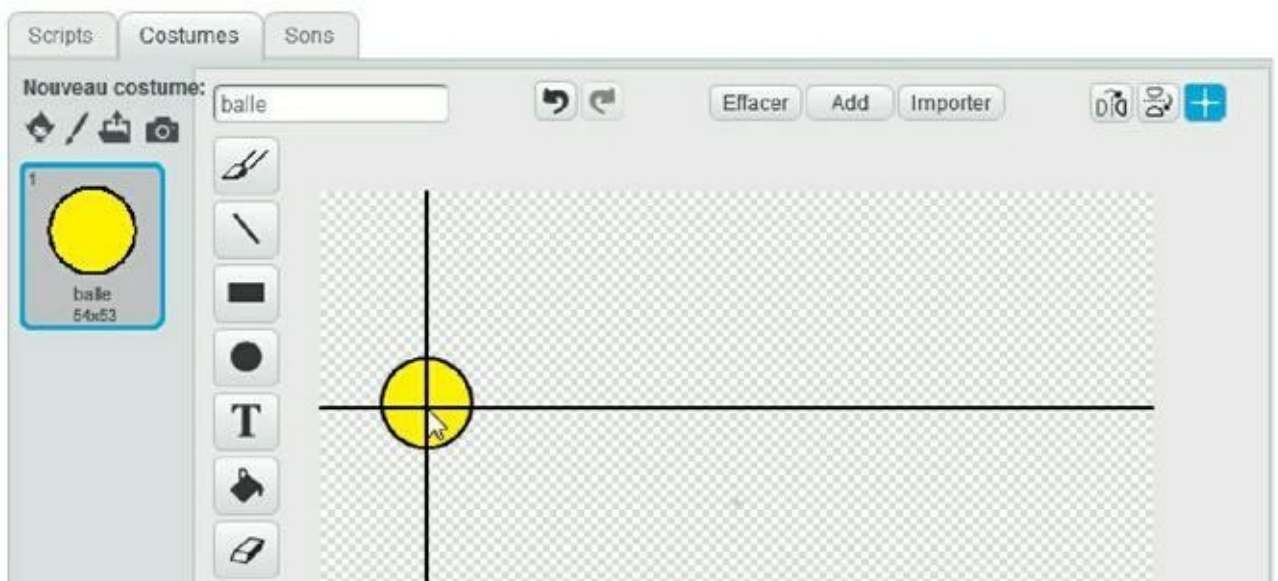 Scripts Costumes Sons
Nouveau costume:
balle
Effacer Add Importer
1
balle
54x53
T